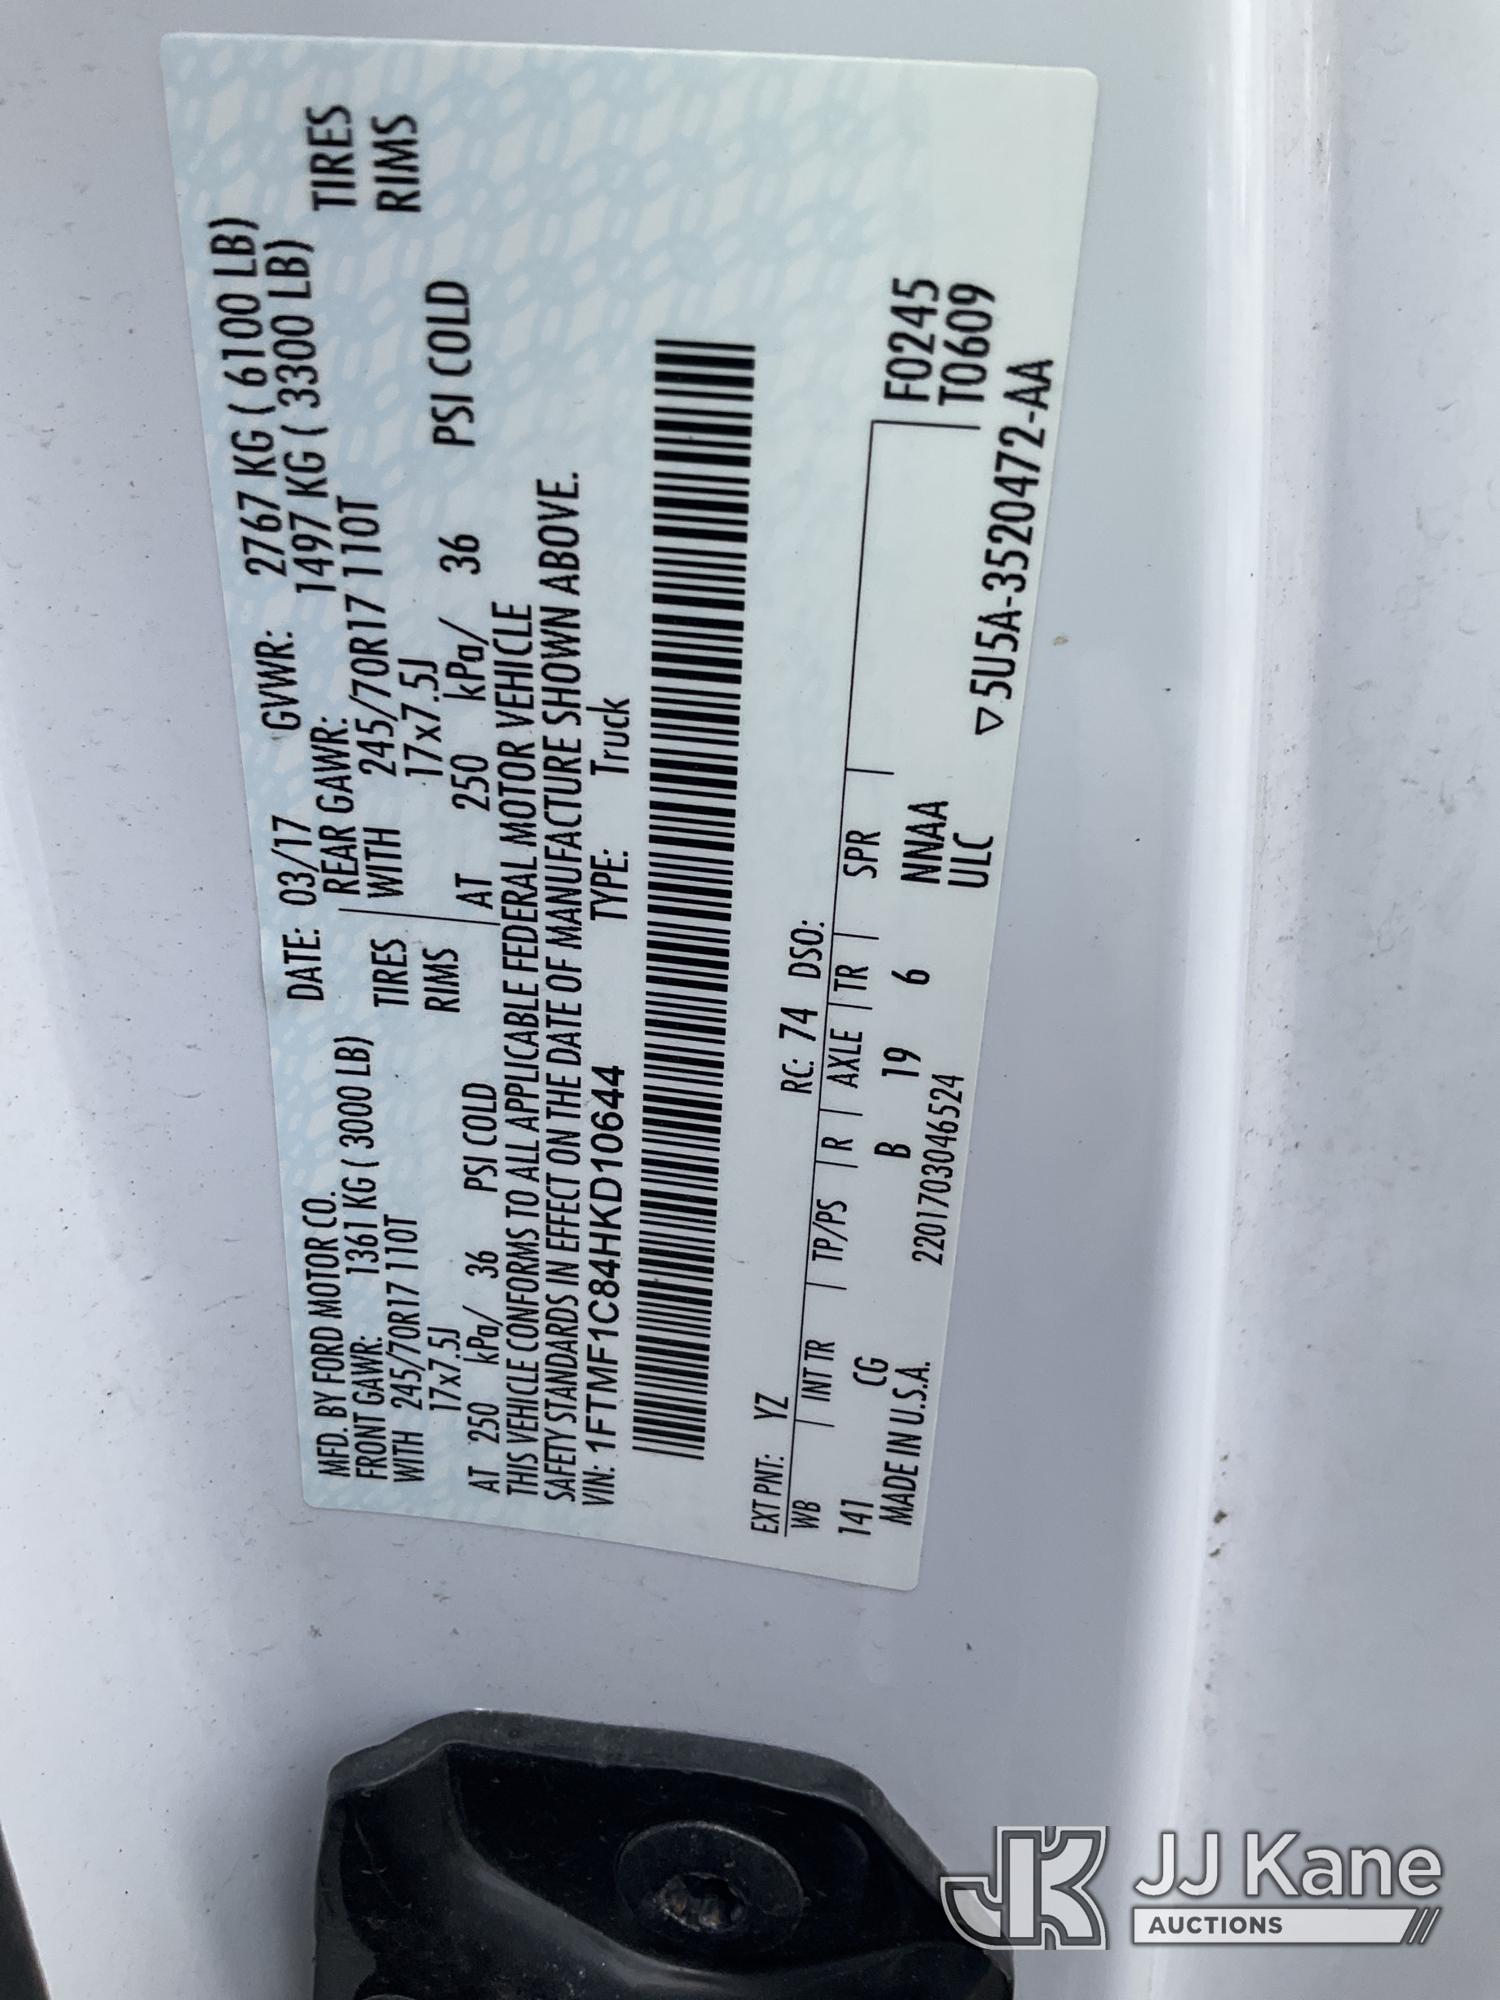 MFD. BY FORD MOTOR CO.
DATE: 03/17 GVWR: 2767 KG ( 6100 LB)
FRONT GAWR: 1361 KG ( 3000 LB) REAR GAWR: 1497 KG ( 3300 LB)
WITH 245/70R17 110T TIRES WITH 245/70R17 110T TIRES
17x7.5J RIMS 17x7.5J RIMS
AT 250 kPa/ 36 PSI COLD AT 250 kPa/ 36 PSI COLD
THIS VEHICLE CONFORMS TO ALL APPLICABLE FEDERAL MOTOR VEHICLE
SAFETY STANDARDS IN EFFECT ON THE DATE OF MANUFACTURE SHOWN ABOVE.
VIN: 1FTMF1C84HKD10644 TYPE: Truck
EXT PNT: YZ RC: 74 DSO:
WB INT TR TP/PS R AXLE TR SPR F0245
141 CG B 19 6 NNAA T0609
MADE IN U.S.A. 2201703046524 ULC
▽5U5A-3520472-AA
JK
JJ Kane
AUCTIONS